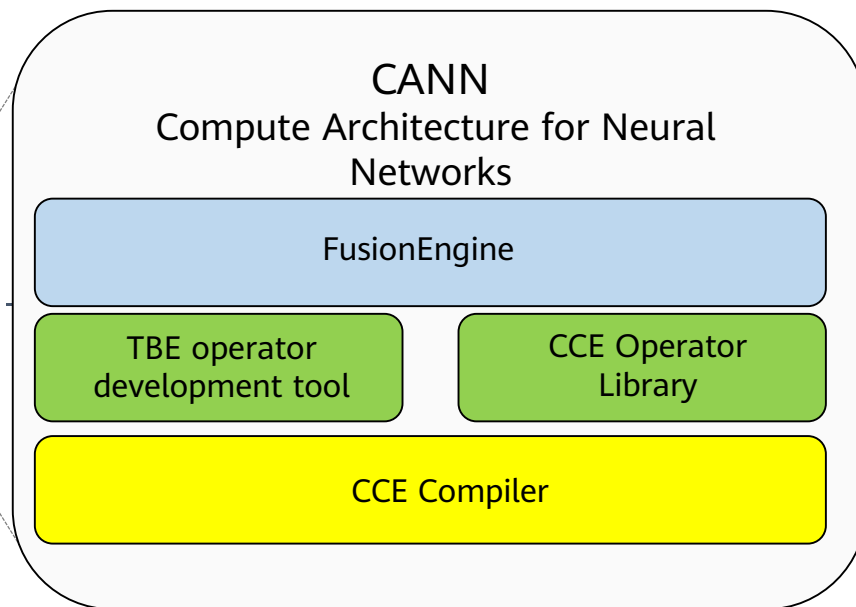 CANN
Compute Architecture for Neural
Networks
FusionEngine
TBE operator
development tool
CCE Operator
Library
CCE Compiler